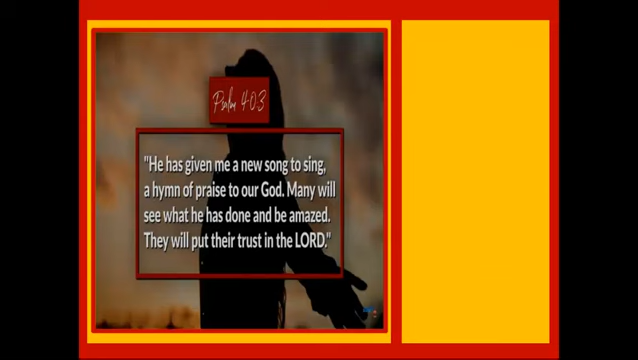 Psalm 40:3
"He has given me a new song to sing,
a hymn of praise to our God. Many will
see what he has done and be amazed.
They will put their trust in the LORD."